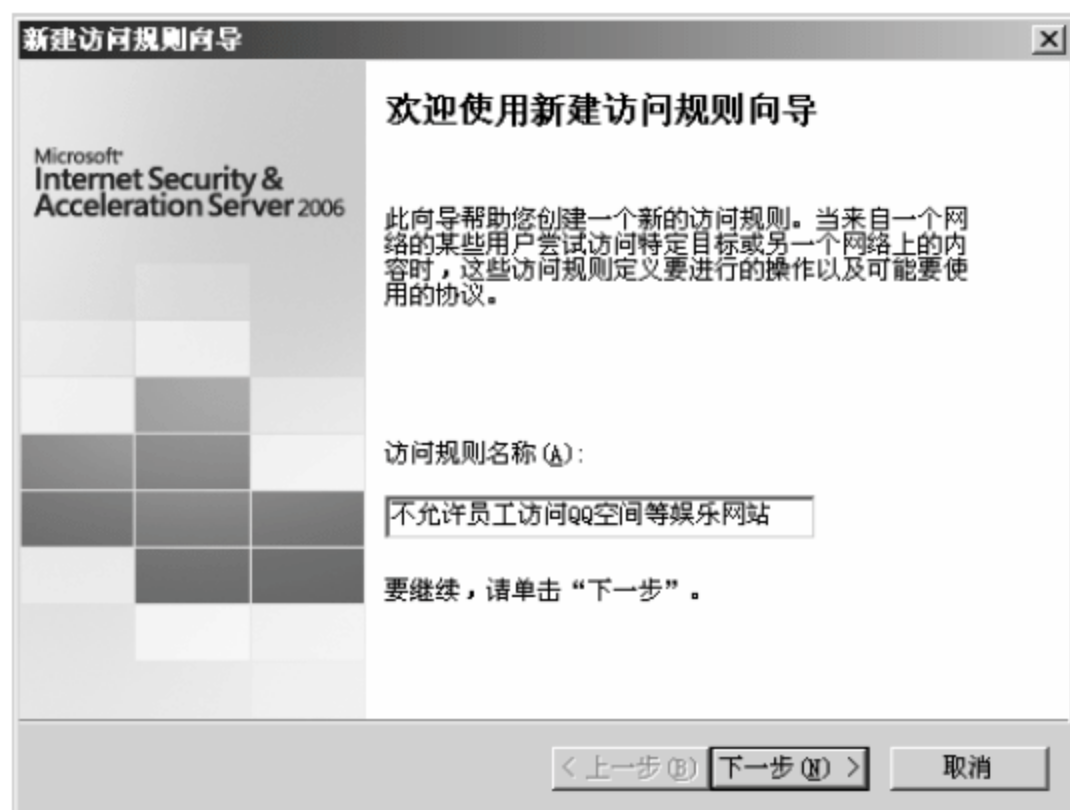 新建访问规则向导
Microsoft
Internet Security &
Acceleration Server 2006
欢迎使用新建访问规则向导
此向导帮助您创建一个新的访问规则。当来自一个网
络的某些用户尝试访问特定目标或另一个网络上的内
容时，这些访问规则定义要进行的操作以及可能要使
用的协议。
访问规则名称(A):
不允许员工访问QQ空间等娱乐网站
要继续，请单击“下一步”。
< 上一步(B) 下一步(N) > 取消